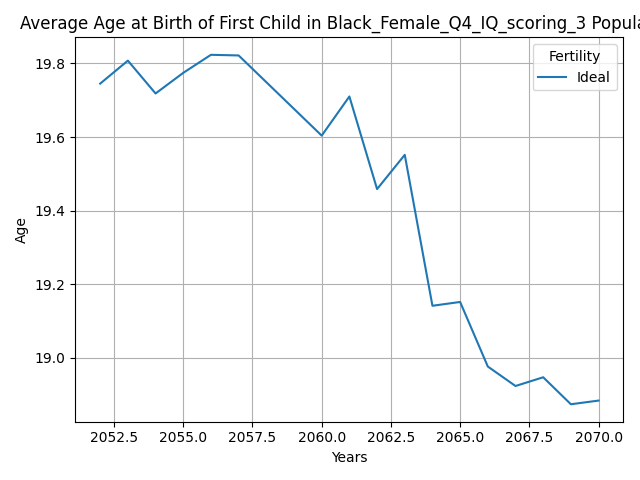 Average Age at Birth of First Child in Black_Female_Q4_IQ_scoring_3
Fertility
Ideal
19.8
19.6
19.4
19.2
19.0
Age
2052.5 2055.0 2057.5 2060.0 2062.5 2065.0 2067.5 2070.0
Years